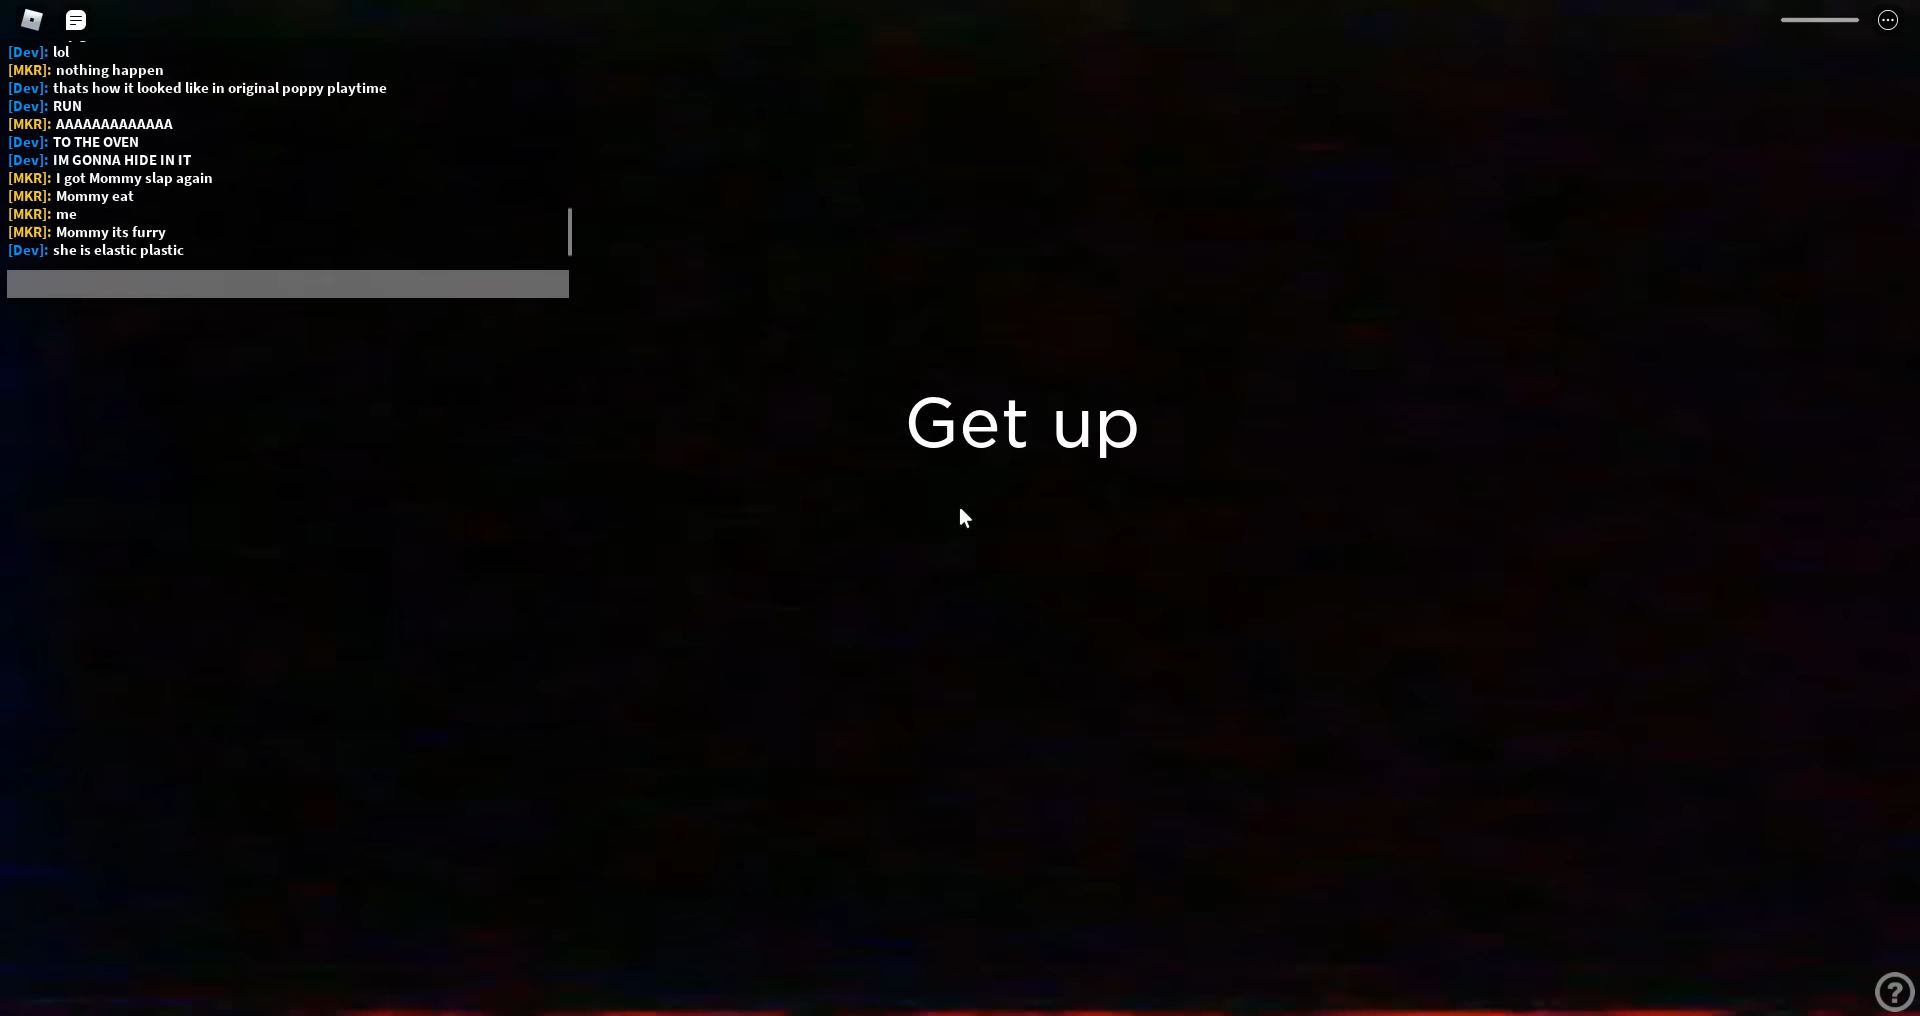 [Dev]: lol
[MKR]: nothing happen
[Dev]: thats how it looked like in original poppy playtime
[Dev]: RUN
[MKR]: AAAAAAAAAAAAA
[Dev]: TO THE OVEN
[Dev]: IM GONNA HIDE IN IT
[MKR]: I got Mommy slap again
[MKR]: Mommy eat
[MKR]: me
[MKR]: Mommy its furry
[Dev]: she is elastic plastic
Get up
?